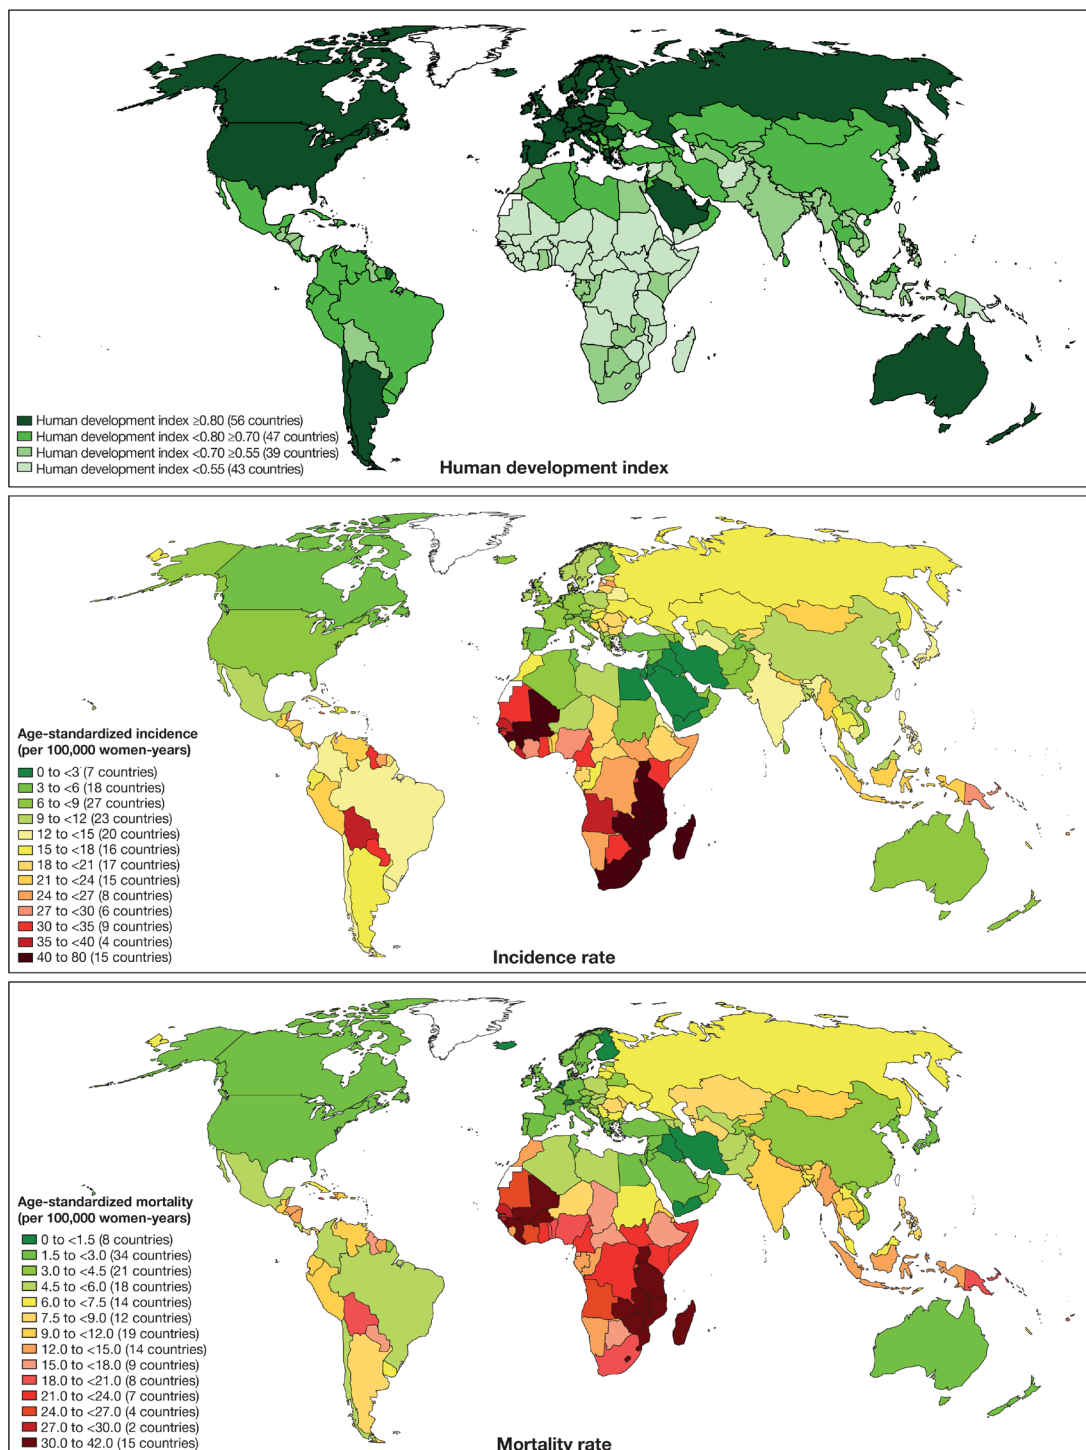 Human development index ≥0.80 (56 countries)
Human development index <0.80 ≥0.70 (47 countries)
Human development index <0.70 ≥0.55 (39 countries)
Human development index <0.55 (43 countries)
Human development index
Age-standardized incidence
(per 100,000 women-years)
0 to <3 (7 countries)
3 to <6 (18 countries)
6 to <9 (27 countries)
9 to <12 (23 countries)
12 to <15 (20 countries)
15 to <18 (16 countries)
18 to <21 (17 countries)
21 to <24 (15 countries)
24 to <27 (8 countries)
27 to <30 (6 countries)
30 to <35 (9 countries)
35 to <40 (4 countries)
40 to 80 (15 countries)
Incidence rate
Age-standardized mortality
(per 100,000 women-years)
0 to <1.5 (8 countries)
1.5 to <3.0 (34 countries)
3.0 to <4.5 (21 countries)
4.5 to <6.0 (18 countries)
6.0 to <7.5 (14 countries)
7.5 to <9.0 (12 countries)
9.0 to <12.0 (19 countries)
12.0 to <15.0 (14 countries)
15.0 to <18.0 (9 countries)
18.0 to <21.0 (8 countries)
21.0 to <24.0 (7 countries)
24.0 to <27.0 (4 countries)
27.0 to <30.0 (2 countries)
30.0 to 42.0 (15 countries)
Mortality rate